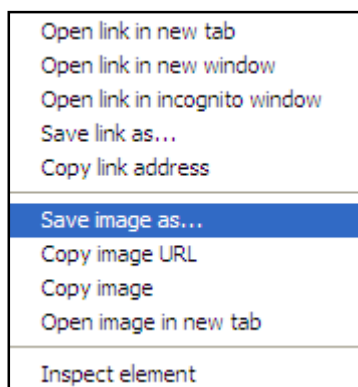 Open link in new tab
Open link in new window
Open link in incognito window
Save link as...
Copy link address
Save image as...
Copy image URL
Copy image
Open image in new tab
Inspect element